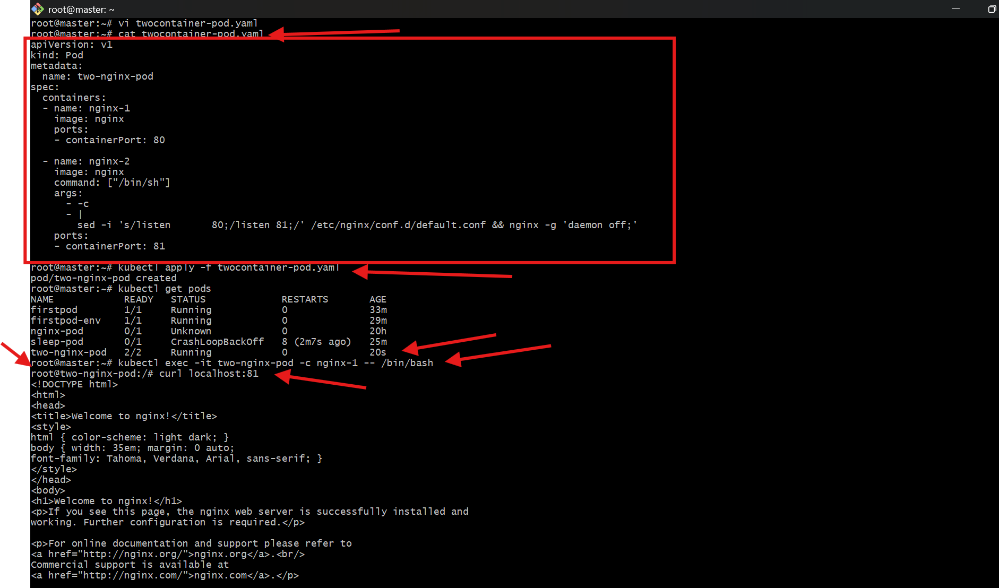 root@master: ~
root@master:~# vi twocontainer-pod.yaml
root@master:~# cat twocontainer-pod.yaml
apiVersion: v1
kind: Pod
metadata:
  name: two-nginx-pod
spec:
  containers:
  - name: nginx-1
    image: nginx
    ports:
    - containerPort: 80
  - name: nginx-2
    image: nginx
    command: ["/bin/sh"]
    args:
      - -c
      - |
        sed -i 's/listen       80;/listen 81;/' /etc/nginx/conf.d/default.conf && nginx -g 'daemon off;'
    ports:
    - containerPort: 81
root@master:~# kubectl apply -f twocontainer-pod.yaml
pod/two-nginx-pod created
root@master:~# kubectl get pods
NAME            READY   STATUS             RESTARTS       AGE
firstpod        1/1     Running            0              33m
firstpod-env    1/1     Running            0              29m
nginx-pod       0/1     Unknown            0              20h
sleep-pod       0/1     CrashLoopBackOff   8 (2m7s ago)   25m
two-nginx-pod   2/2     Running            0              20s
root@master:~# kubectl exec -it two-nginx-pod -c nginx-1 -- /bin/bash
root@two-nginx-pod:/# curl localhost:81
<!DOCTYPE html>
<html>
<head>
<title>Welcome to nginx!</title>
<style>
html { color-scheme: light dark; }
body { width: 35em; margin: 0 auto;
font-family: Tahoma, Verdana, Arial, sans-serif; }
</style>
</head>
<body>
<h1>Welcome to nginx!</h1>
<p>If you see this page, the nginx web server is successfully installed and
working. Further configuration is required.</p>
<p>For online documentation and support please refer to
<a href="http://nginx.org/">nginx.org</a>.<br/>
Commercial support is available at
<a href="http://nginx.com/">nginx.com</a>.</p>